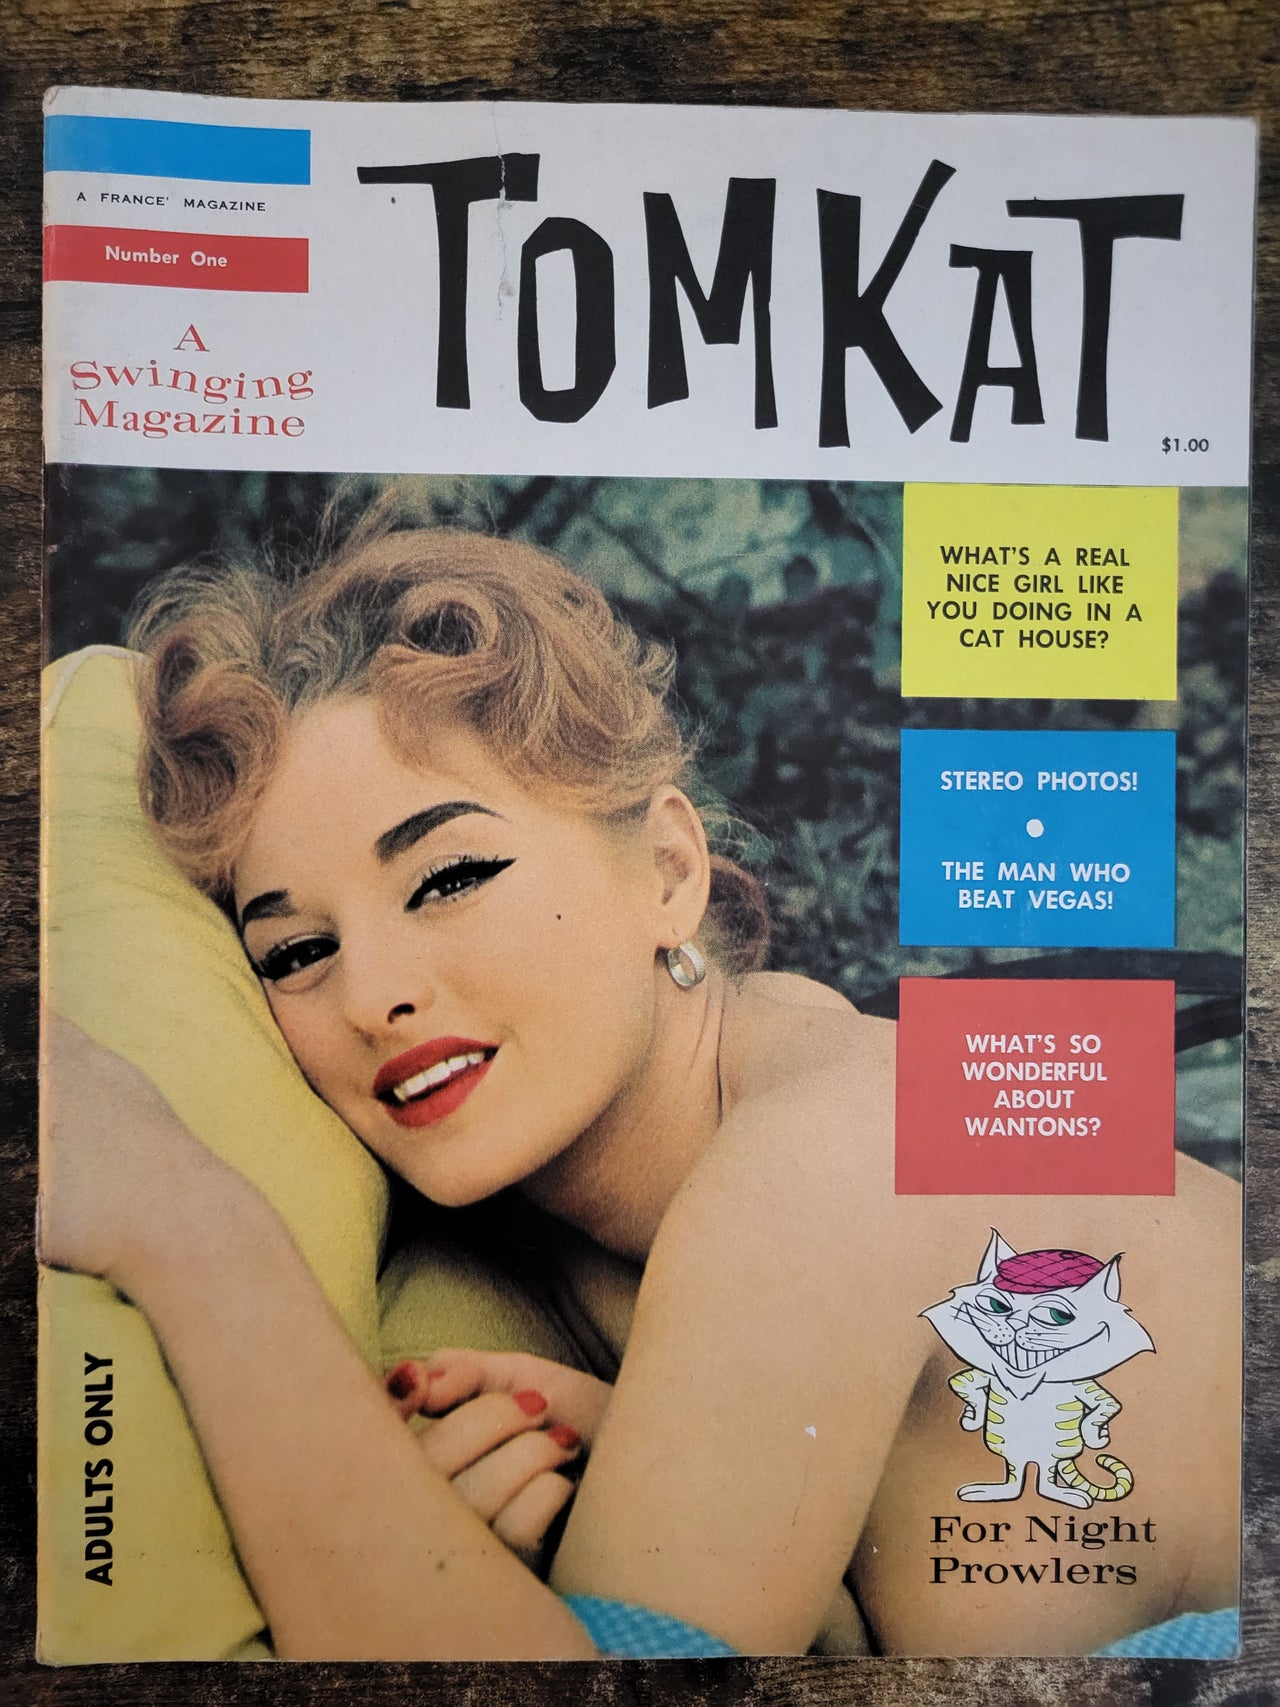 A FRANCE' MAGAZINE
Number One
A
Swinging
Magazine
TOMKAT
$1.00
WHAT'S A REAL
NICE GIRL LIKE
YOU DOING IN A
CAT HOUSE?
STEREO PHOTOS!
THE MAN WHO
BEAT VEGAS!
WHAT'S SO
WONDERFUL
ABOUT
WANTONS?
For Night
Prowlers
ADULTS ONLY